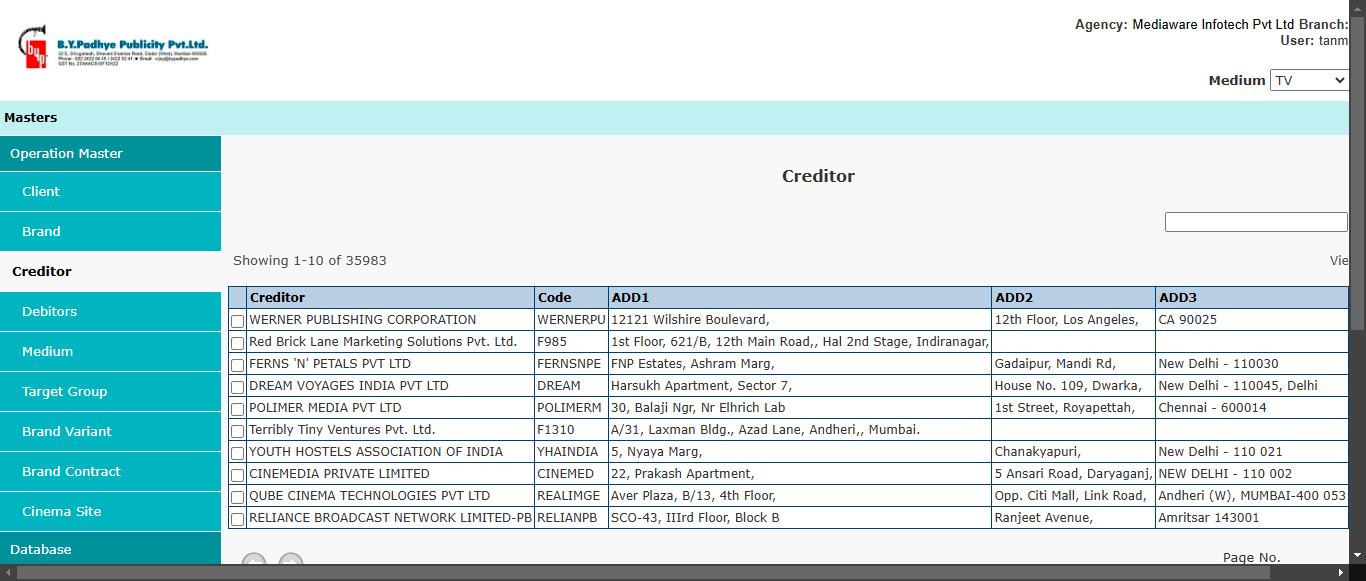 Agency: Mediaware Infotech Pvt Ltd Branch:
User: tanm
B.Y.Padhye Publicity Pvt.Ltd.
Medium TV
Masters
Operation Master
Client
Brand
Creditor
Debitors
Medium
Target Group
Brand Variant
Brand Contract
Cinema Site
Database
Creditor
Showing 1-10 of 35983
Vie
Creditor Code ADD1 ADD2 ADD3
WERNER PUBLISHING CORPORATION WERNERPU 12121 Wilshire Boulevard, 12th Floor, Los Angeles, CA 90025
Red Brick Lane Marketing Solutions Pvt. Ltd. F985 1st Floor, 621/B, 12th Main Road,, Hal 2nd Stage, Indiranagar,
FERNS 'N' PETALS PVT LTD FERNSNPE FNP Estates, Ashram Marg, Gadaipur, Mandi Rd, New Delhi - 110030
DREAM VOYAGES INDIA PVT LTD DREAM Harsukh Apartment, Sector 7, House No. 109, Dwarka, New Delhi - 110045, Delhi
POLIMER MEDIA PVT LTD POLIMERM 30, Balaji Ngr, Nr Elhrich Lab 1st Street, Royapettah, Chennai - 600014
Terribly Tiny Ventures Pvt. Ltd. F1310 A/31, Laxman Bldg., Azad Lane, Andheri,, Mumbai.
YOUTH HOSTELS ASSOCIATION OF INDIA YHAINDIA 5, Nyaya Marg, Chanakyapuri, New Delhi - 110 021
CINEMEDIA PRIVATE LIMITED CINEMED 22, Prakash Apartment, 5 Ansari Road, Daryaganj, NEW DELHI - 110 002
QUBE CINEMA TECHNOLOGIES PVT LTD REALIMGE Aver Plaza, B/13, 4th Floor, Opp. Citi Mall, Link Road, Andheri (W), MUMBAI-400 053
RELIANCE BROADCAST NETWORK LIMITED-PB RELIANPB SCO-43, IIIrd Floor, Block B Ranjeet Avenue, Amritsar 143001
Page No.